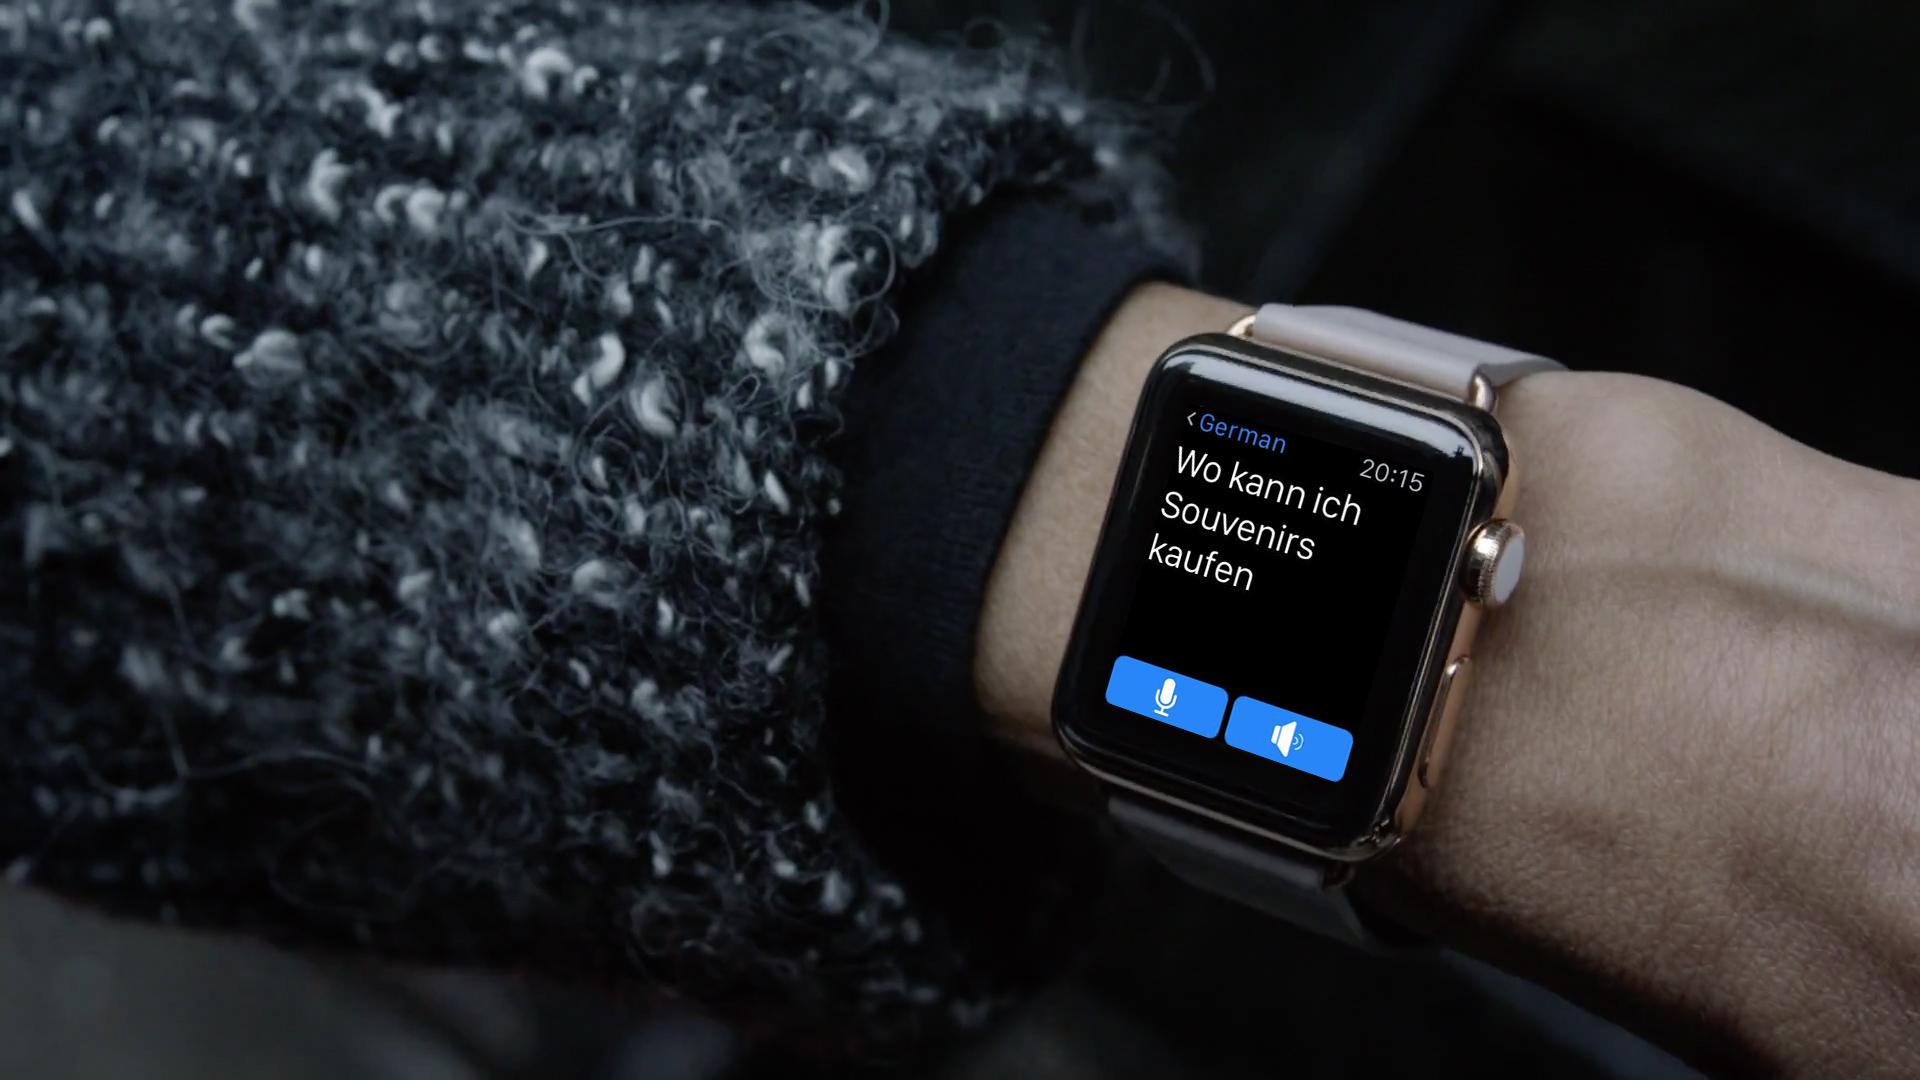 ‹ German
20:15
Wo kann ich
Souvenirs
kaufen